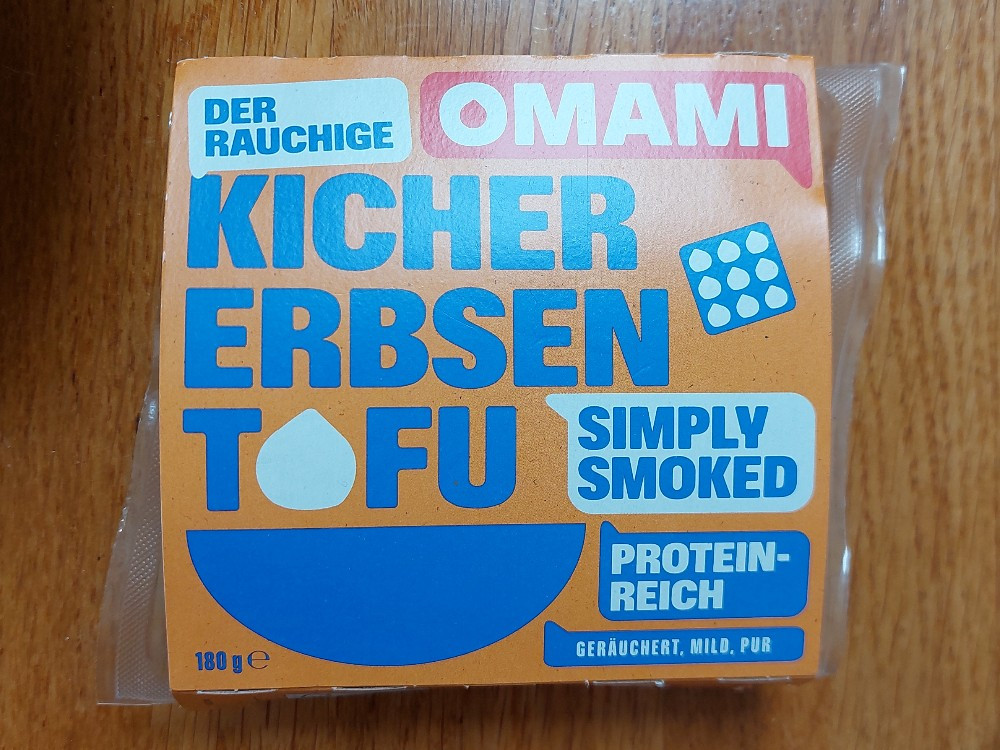 DER
RAUCHIGE
OMAMI
KICHER
ERBSEN
TOFU
SIMPLY
SMOKED
PROTEIN-
REICH
GERÄUCHERT, MILD, PUR
180 g ℮